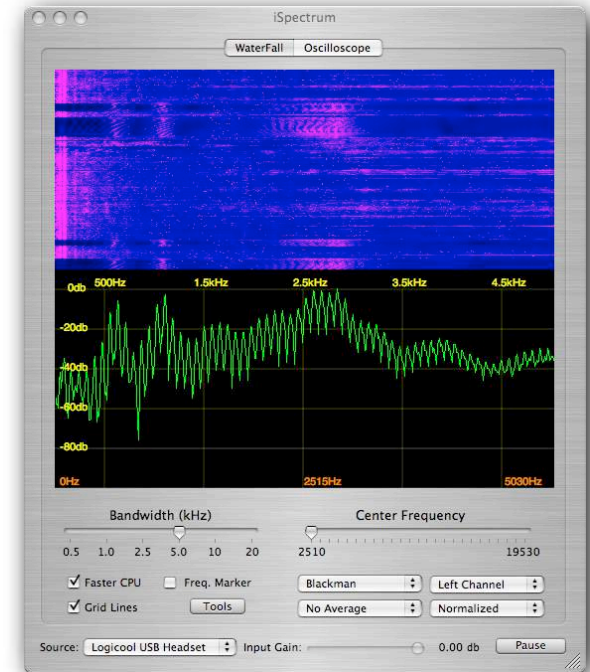 iSpectrum
WaterFall Oscilloscope
0db 500Hz 1.5kHz 2.5kHz 3.5kHz 4.5kHz
-20db
-40db
-60db
-80db
0Hz 2515Hz 5030Hz
Bandwidth (kHz) Center Frequency
0.5 1.0 2.5 5.0 10 20 2510 19530
Faster CPU Freq. Marker Blackman Left Channel
Grid Lines Tools No Average Normalized
Source: Logicool USB Headset Input Gain: 0.00 db Pause